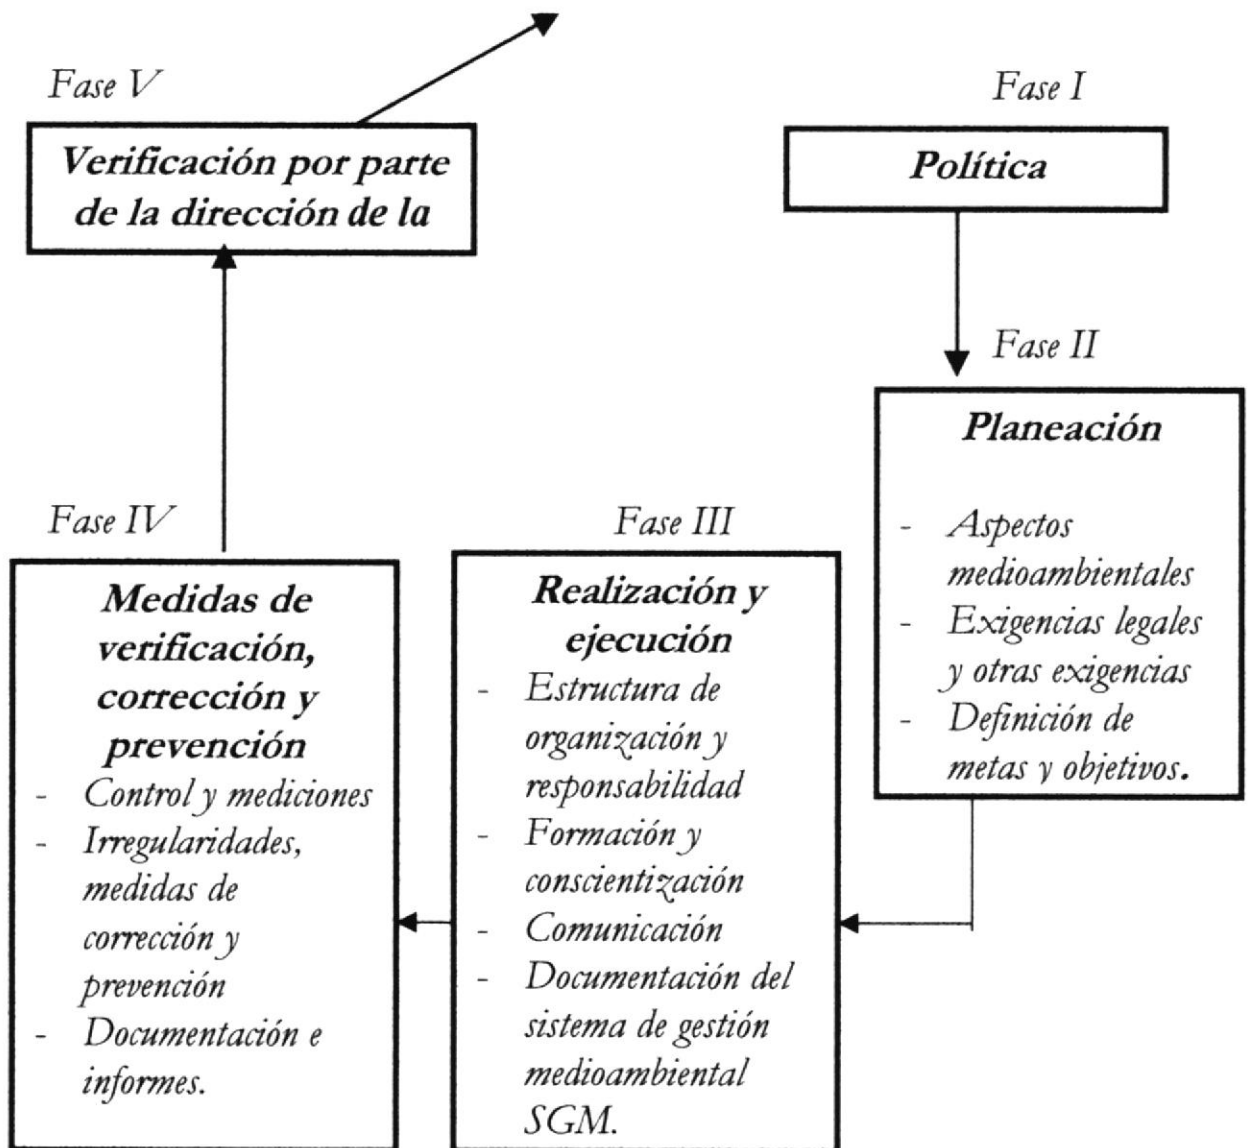 Fase V
Verificación por parte
de la dirección de la
Fase I
Política
Fase II
Planeación
- Aspectos
medioambientales
- Exigencias legales
y otras exigencias
- Definición de
metas y objetivos.
Fase III
Realización y
ejecución
- Estructura de
organización y
responsabilidad
- Formación y
conscientización
- Comunicación
- Documentación del
sistema de gestión
medioambiental
SGM.
Fase IV
Medidas de
verificación,
corrección y
prevención
- Control y mediciones
- Irregularidades,
medidas de
corrección y
prevención
- Documentación e
informes.